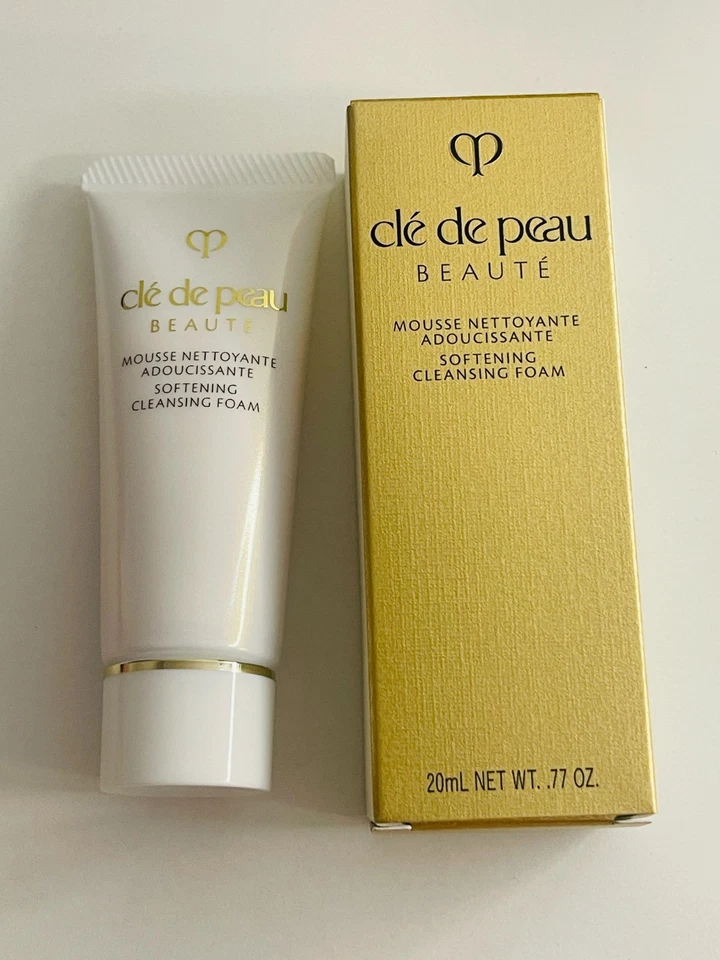 clé de peau
BEAUTÉ
MOUSSE NETTOYANTE
ADOUCISSANTE
SOFTENING
CLEANSING FOAM
clé de peau
BEAUTÉ
MOUSSE NETTOYANTE
ADOUCISSANTE
SOFTENING
CLEANSING FOAM
20mL NET WT. .77 OZ.